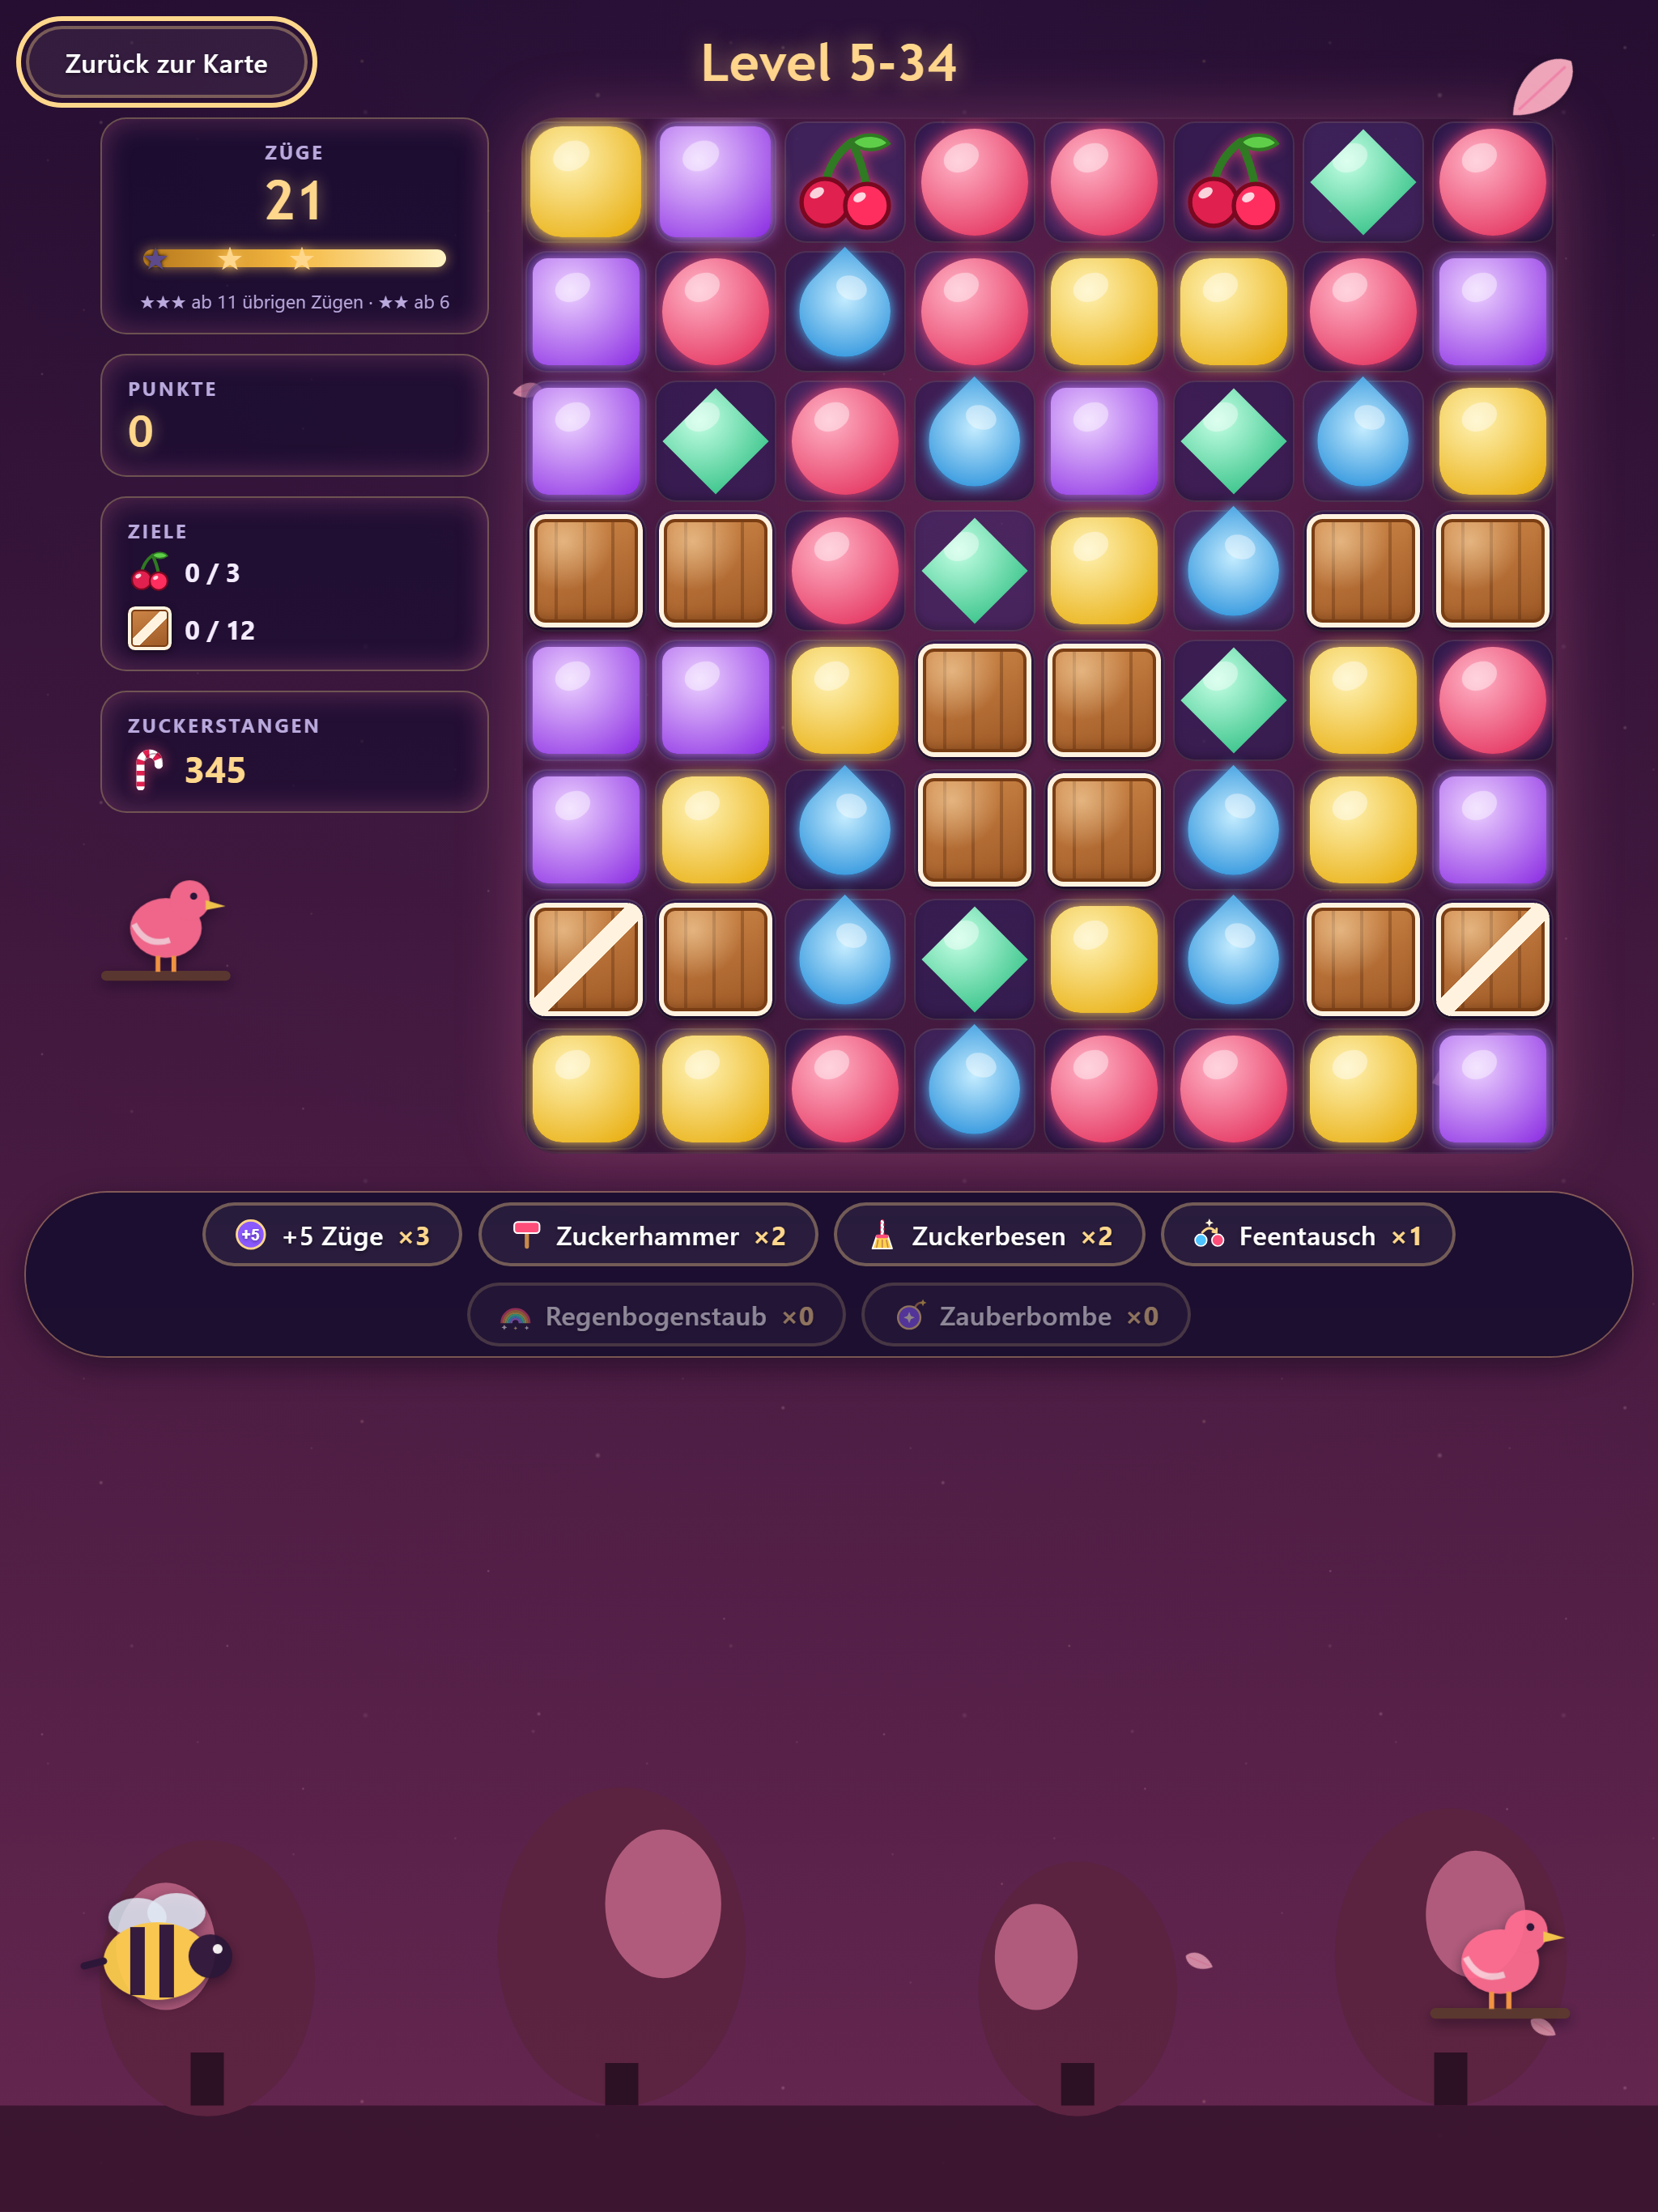 Zurück zur Karte
Level 5-34
ZÜGE
21
★★★ ab 11 übrigen Zügen · ★★ ab 6
PUNKTE
0
ZIELE
0 / 3
0 / 12
ZUCKERSTANGEN
345
+5 +5 Züge ×3
Zuckerhammer ×2
Zuckerbesen ×2
Feentausch ×1
Regenbogenstaub ×0
Zauberbombe ×0